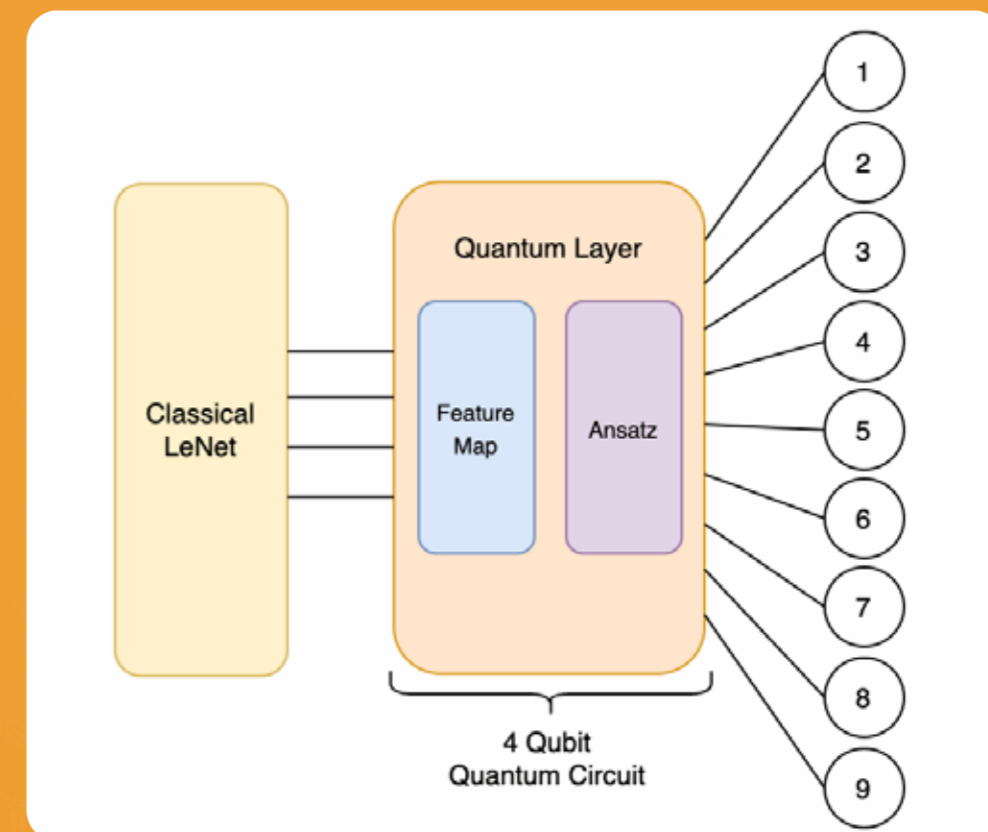 Classical
LeNet
Quantum Layer
Feature
Map
Ansatz
4 Qubit
Quantum Circuit
1
2
3
4
5
6
7
8
9